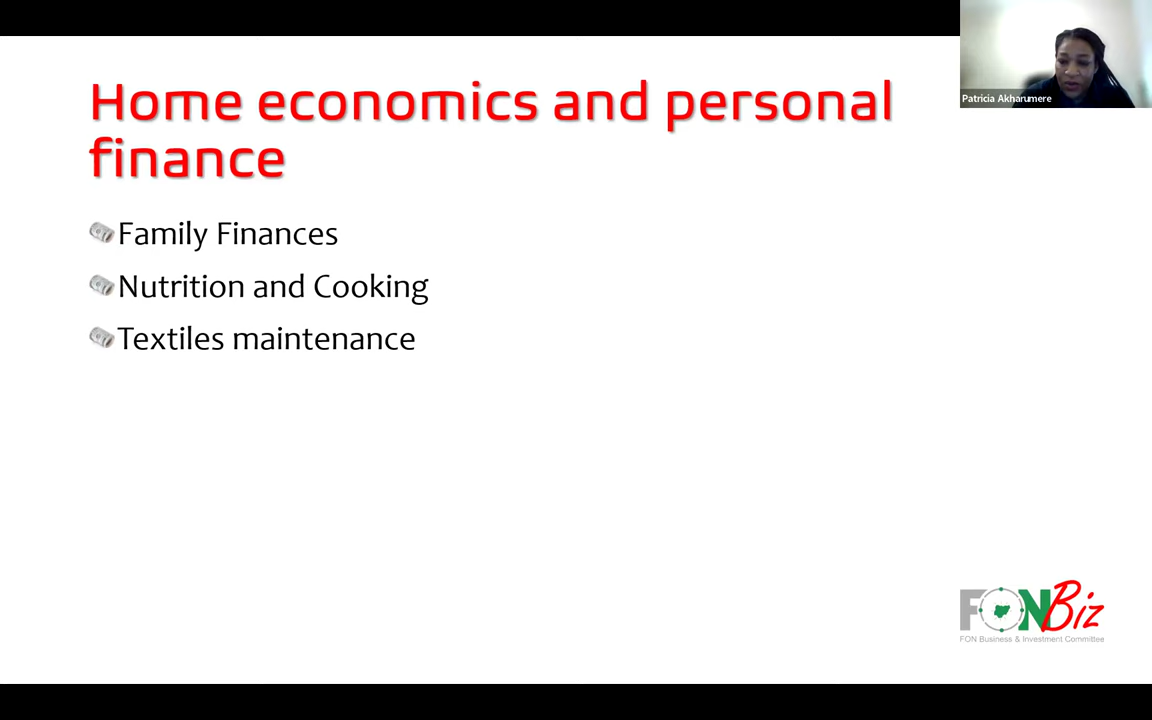 Home economics and personal
finance
Patricia Akharumere
Family Finances
Nutrition and Cooking
Textiles maintenance
FONBiz
FON Business & Investment Committee